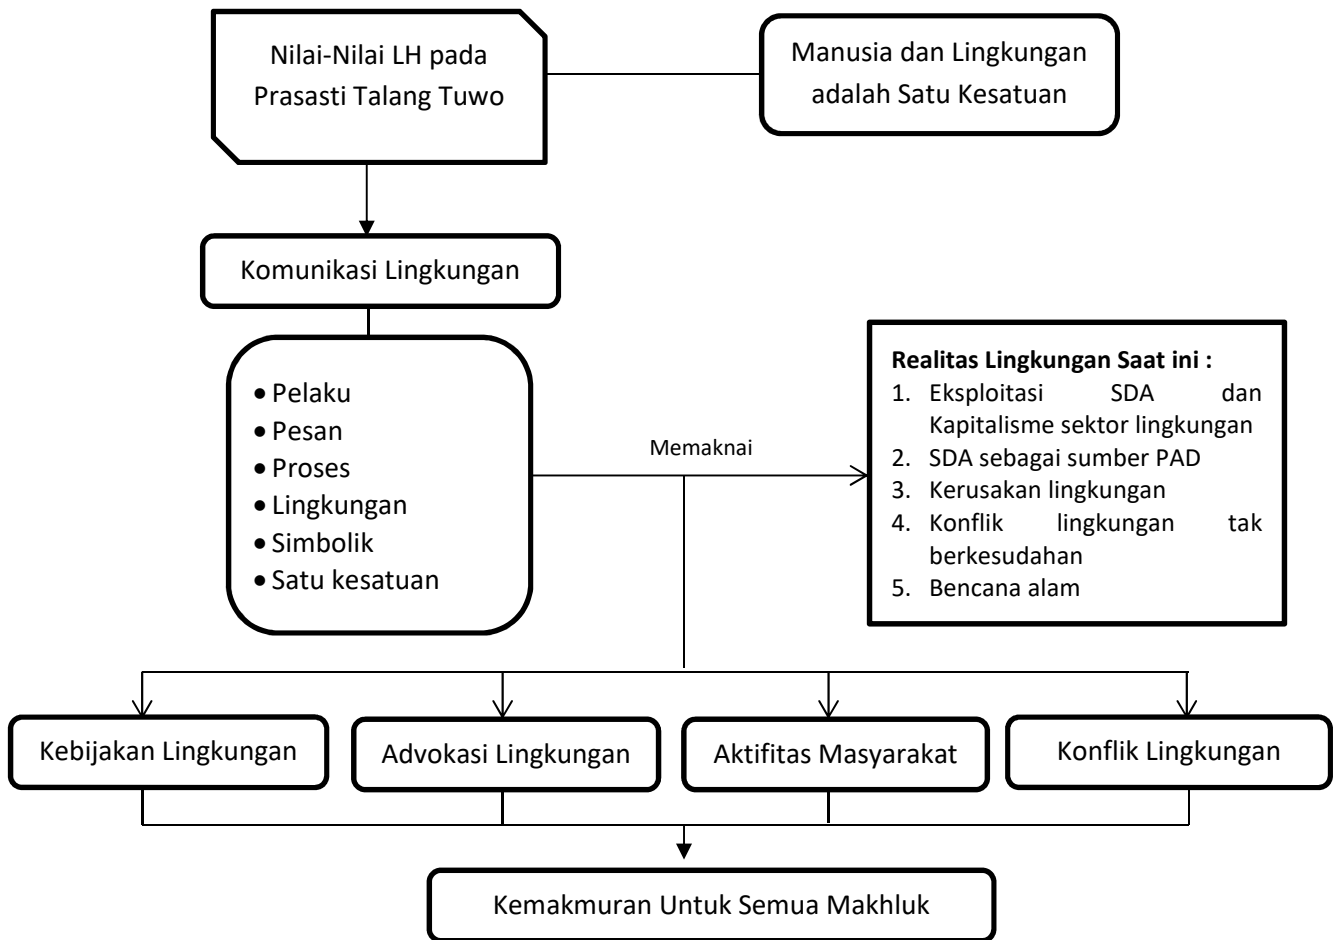 Nilai-Nilai LH pada
Prasasti Talang Tuwo
Manusia dan Lingkungan
adalah Satu Kesatuan
Komunikasi Lingkungan
• Pelaku
• Pesan
• Proses
• Lingkungan
• Simbolik
• Satu kesatuan
Memaknai
Realitas Lingkungan Saat ini :
1. Eksploitasi SDA dan
Kapitalisme sektor lingkungan
2. SDA sebagai sumber PAD
3. Kerusakan lingkungan
4. Konflik lingkungan tak
berkesudahan
5. Bencana alam
Kebijakan Lingkungan
Advokasi Lingkungan
Aktifitas Masyarakat
Konflik Lingkungan
Kemakmuran Untuk Semua Makhluk